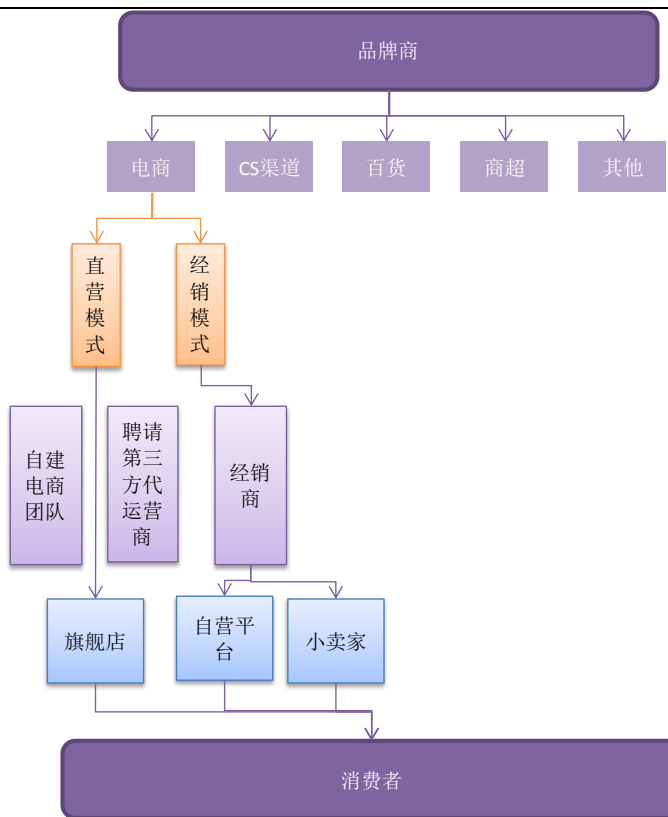 品牌商
电商
CS渠道
百货
商超
其他
直
营
模
式
经
销
模
式
自建
电商
团队
聘请
第三
方代
运营
商
经销
商
旗舰店
自营平
台
小卖家
消费者